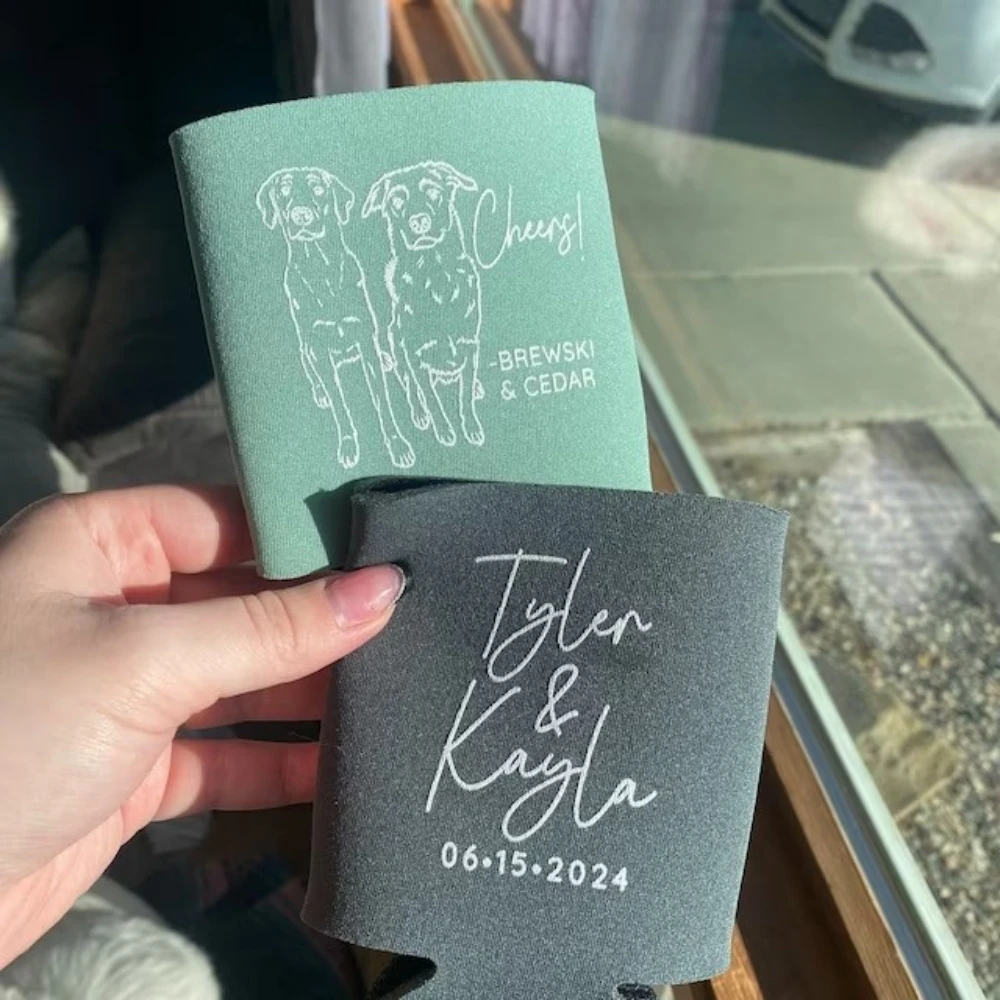 Cheers!
-BREWSKI
& CEDAR
Tyler
&
Kayla
06•15•2024